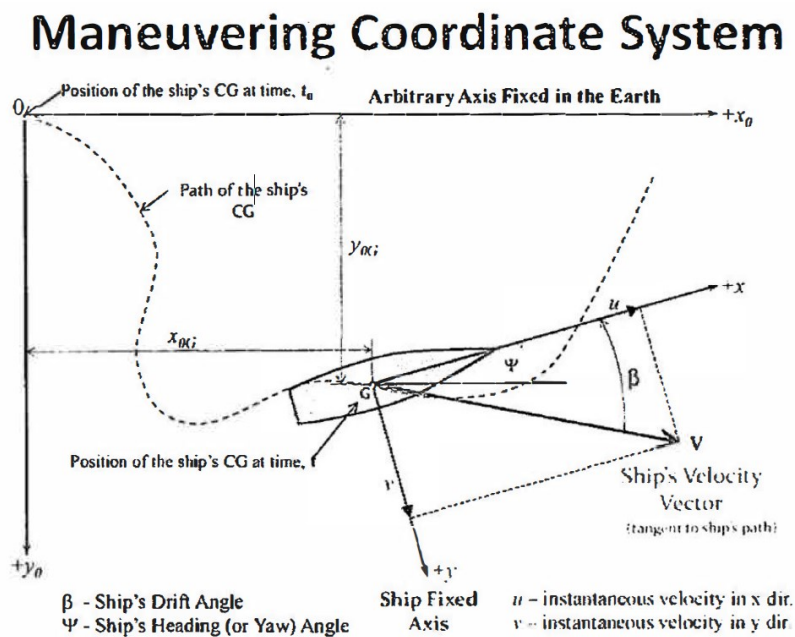 Maneuvering Coordinate System
Position of the ship's CG at time, t₀
Arbitrary Axis Fixed in the Earth
0
+x₀
Path of the ship's
CG
y₀G
+x
u
x₀G
Ψ
β
G
V
Position of the ship's CG at time, t
v
Ship's Velocity
Vector
(tangent to ship's path)
+y₀
+y
β - Ship's Drift Angle
Ψ - Ship's Heading (or Yaw) Angle
Ship Fixed
Axis
u – instantaneous velocity in x dir.
v – instantaneous velocity in y dir.